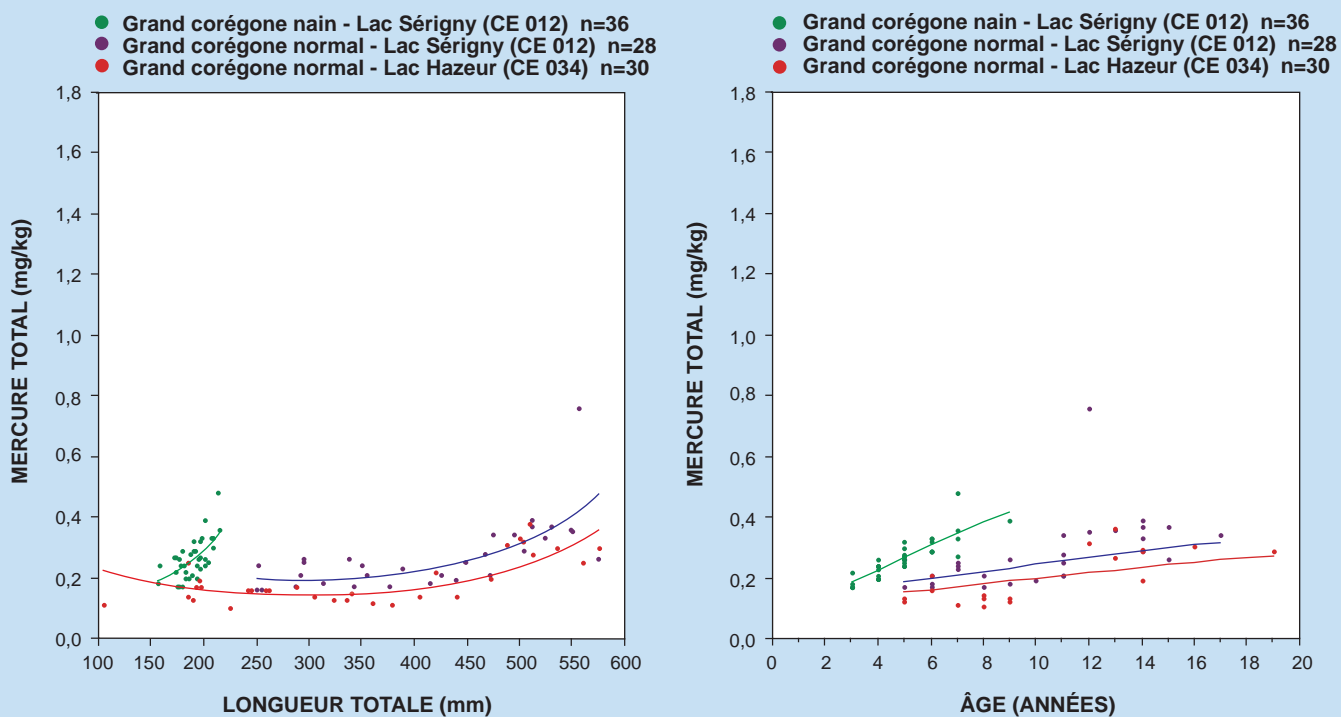 Grand corégone nain - Lac Sérigny (CE 012) n=36
Grand corégone normal - Lac Sérigny (CE 012) n=28
Grand corégone normal - Lac Hazeur (CE 034) n=30
1,8
1,6
1,4
1,2
1,0
0,8
0,6
0,4
0,2
0,0
MERCURE TOTAL (mg/kg)
100 150 200 250 300 350 400 450 500 550 600
LONGUEUR TOTALE (mm)
Grand corégone nain - Lac Sérigny (CE 012) n=36
Grand corégone normal - Lac Sérigny (CE 012) n=28
Grand corégone normal - Lac Hazeur (CE 034) n=30
1,8
1,6
1,4
1,2
1,0
0,8
0,6
0,4
0,2
0,0
MERCURE TOTAL (mg/kg)
0 2 4 6 8 10 12 14 16 18 20
ÂGE (ANNÉES)